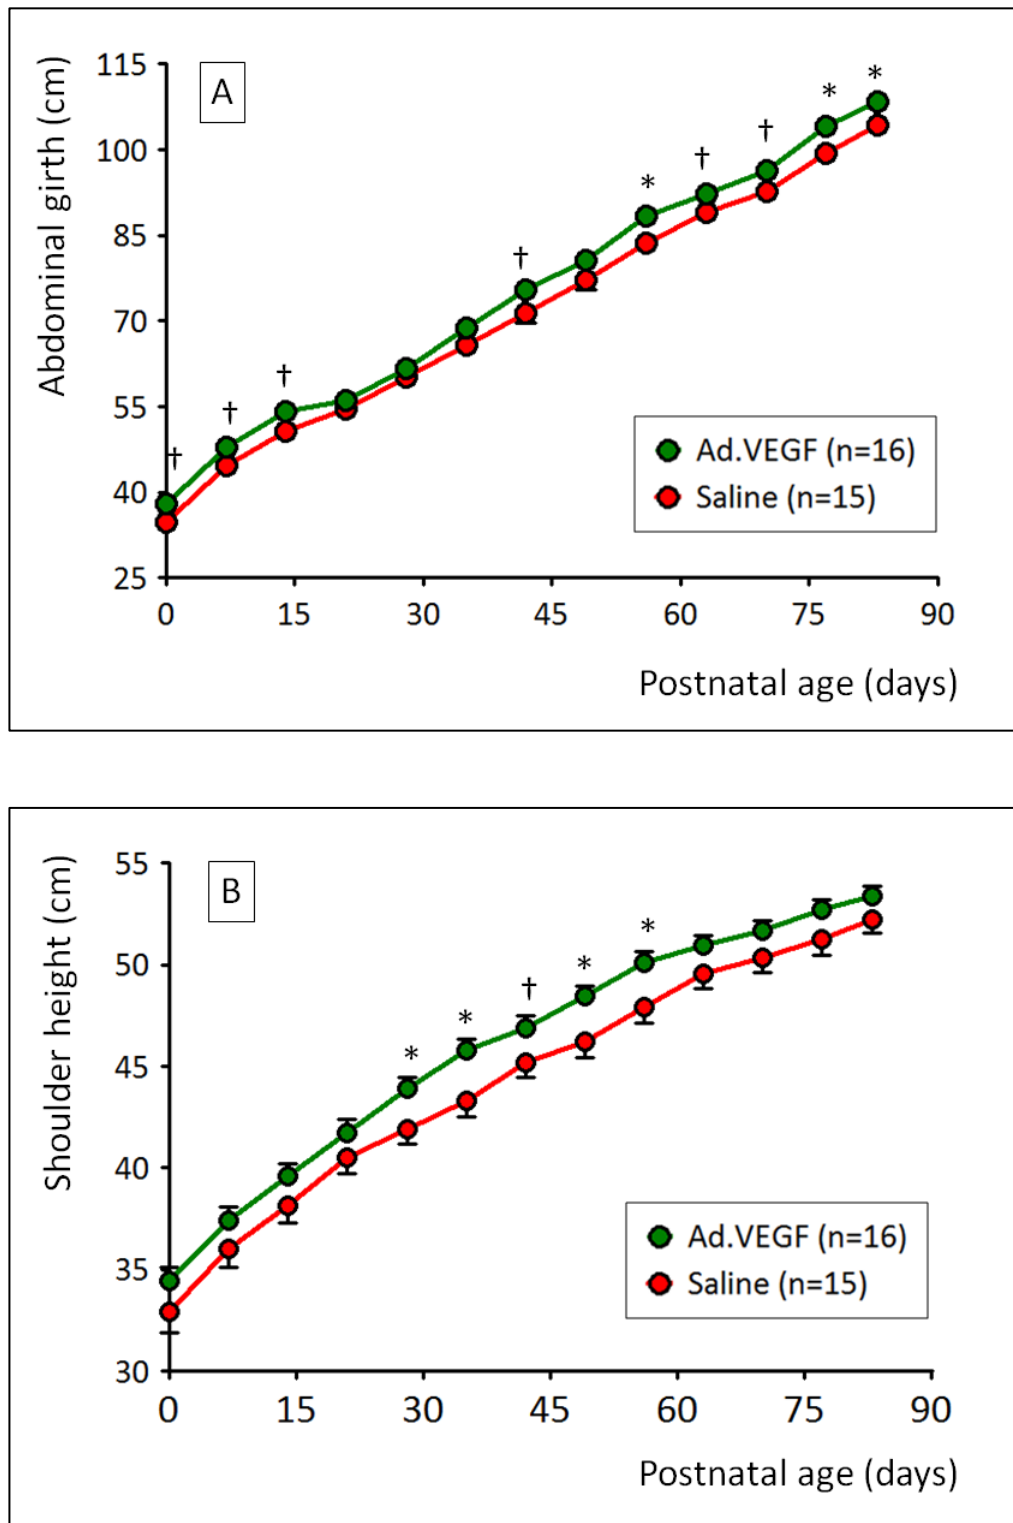 A
Abdominal girth (cm)
115
100
85
70
55
40
25
† † † † * † † * *
Ad.VEGF (n=16)
Saline (n=15)
0 15 30 45 60 75 90
Postnatal age (days)
B
Shoulder height (cm)
55
50
45
40
35
30
* * † * *
Ad.VEGF (n=16)
Saline (n=15)
0 15 30 45 60 75 90
Postnatal age (days)